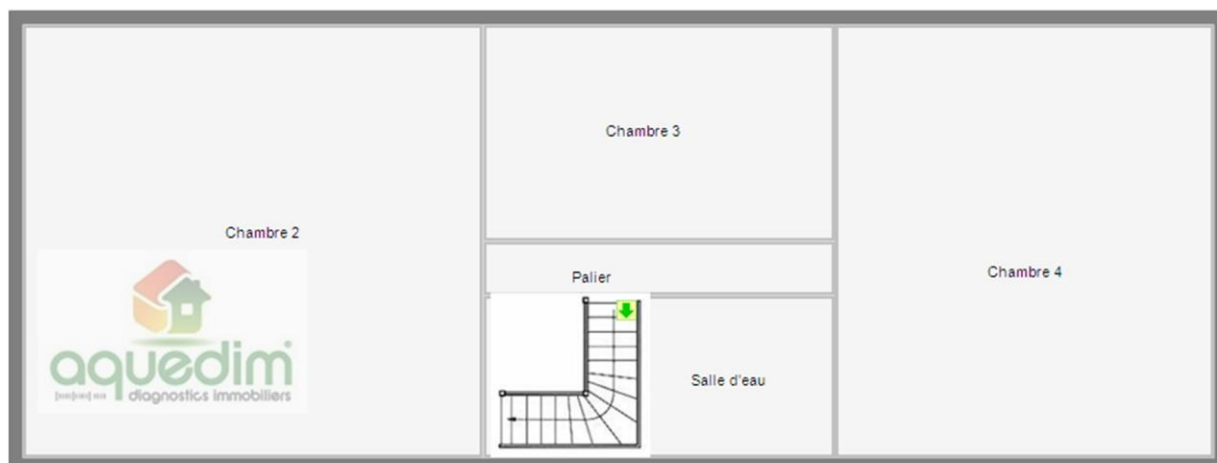 Chambre 3
Chambre 2
Chambre 4
Palier
Salle d'eau
aquedim
diagnostics immobiliers